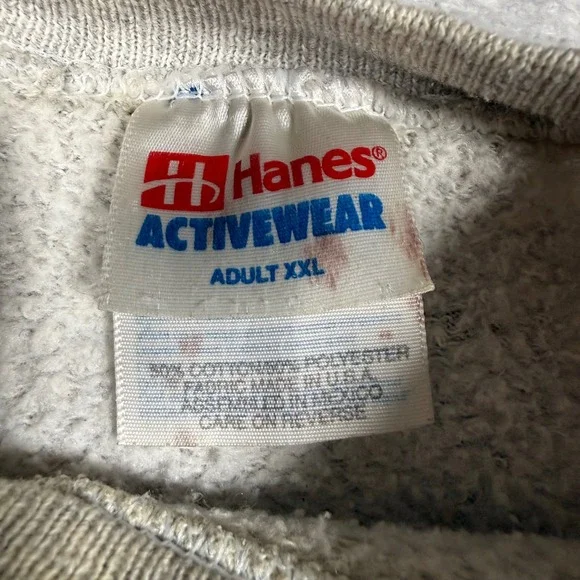 Hanes®
ACTIVEWEAR
ADULT XXL
50% COTTON/50% POLYESTER
FABRIC MADE IN U.S.A.
ASSEMBLED IN MEXICO
CARE ON REVERSE